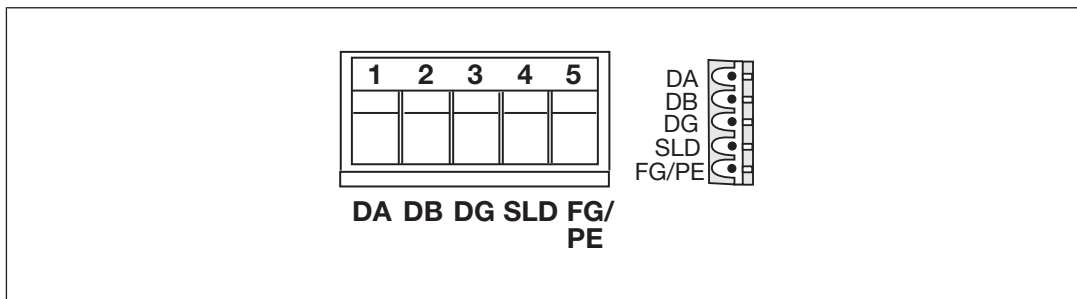 1 2 3 4 5
DA DB DG SLD FG/
PE
DA
DB
DG
SLD
FG/PE